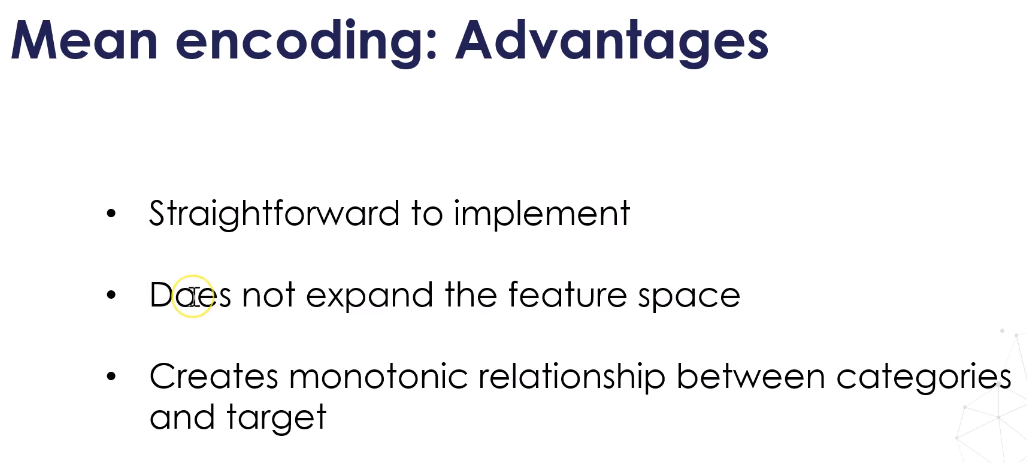 Mean encoding: Advantages
• Straightforward to implement
• Does not expand the feature space
• Creates monotonic relationship between categories
and target